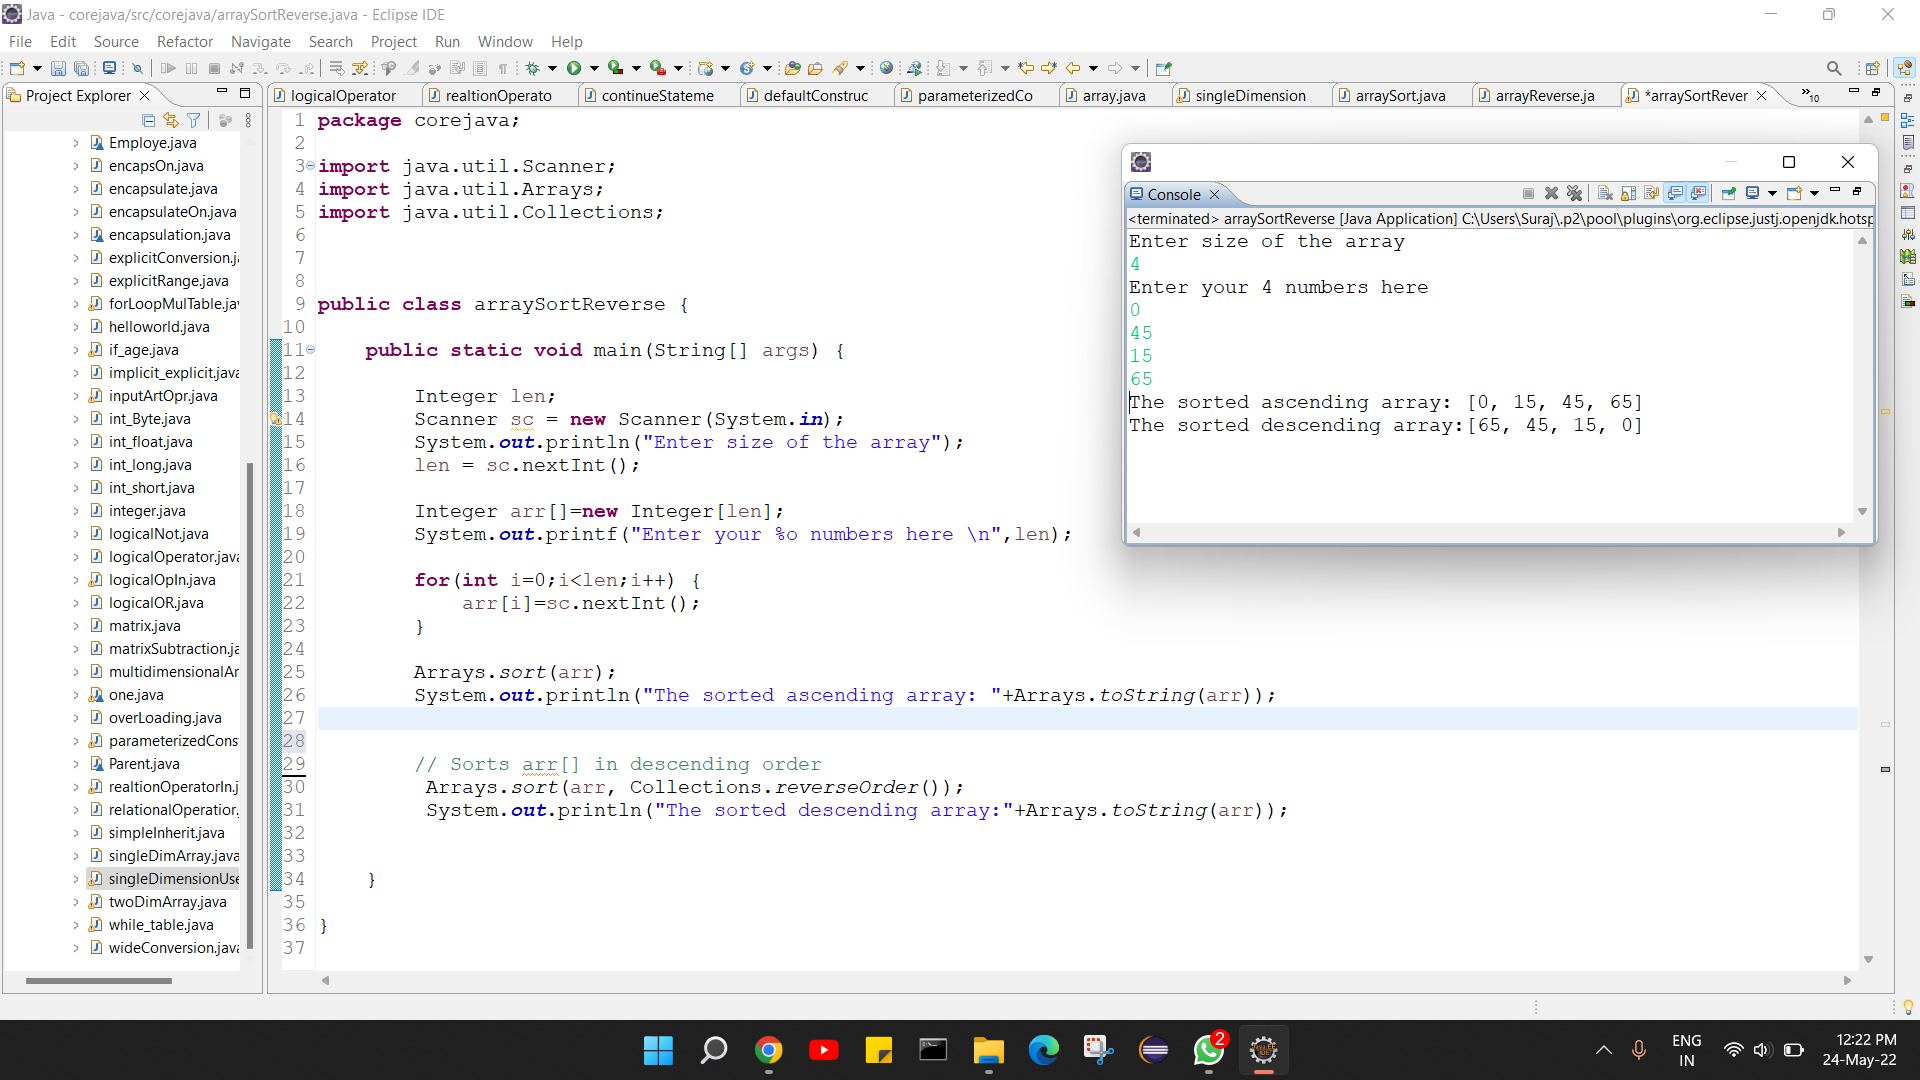 Java - corejava/src/corejava/arraySortReverse.java - Eclipse IDE
File Edit Source Refactor Navigate Search Project Run Window Help
Project Explorer
logicalOperator
realtionOperato
continueStateme
defaultConstruc
parameterizedCo
array.java
singleDimension
arraySort.java
arrayReverse.ja
*arraySortRever
»10
Employe.java
encapsOn.java
encapsulate.java
encapsulateOn.java
encapsulation.java
explicitConversion.j
explicitRange.java
forLoopMulTable.jav
helloworld.java
if_age.java
implicit_explicit.java
inputArtOpr.java
int_Byte.java
int_float.java
int_long.java
int_short.java
integer.java
logicalNot.java
logicalOperator.java
logicalOpIn.java
logicalOR.java
matrix.java
matrixSubtraction.ja
multidimensionalAr
one.java
overLoading.java
parameterizedCons
Parent.java
realtionOperatorIn.j
relationalOperatior.
simpleInherit.java
singleDimArray.java
singleDimensionUse
twoDimArray.java
while_table.java
wideConversion.java
1 package corejava;
2
3 import java.util.Scanner;
4 import java.util.Arrays;
5 import java.util.Collections;
6
7
8
9 public class arraySortReverse {
10
11 public static void main(String[] args) {
12
13 Integer len;
14 Scanner sc = new Scanner(System.in);
15 System.out.println("Enter size of the array");
16 len = sc.nextInt();
17
18 Integer arr[]=new Integer[len];
19 System.out.printf("Enter your %o numbers here \n",len);
20
21 for(int i=0;i<len;i++) {
22 arr[i]=sc.nextInt();
23 }
24
25 Arrays.sort(arr);
26 System.out.println("The sorted ascending array: "+Arrays.toString(arr));
27
28
29 // Sorts arr[] in descending order
30 Arrays.sort(arr, Collections.reverseOrder());
31 System.out.println("The sorted descending array:"+Arrays.toString(arr));
32
33
34 }
35
36 }
37
Console
<terminated> arraySortReverse [Java Application] C:\Users\Suraj\.p2\pool\plugins\org.eclipse.justj.openjdk.hotsp
Enter size of the array
4
Enter your 4 numbers here
0
45
15
65
The sorted ascending array: [0, 15, 45, 65]
The sorted descending array:[65, 45, 15, 0]
2
ENG
IN
12:22 PM
24-May-22